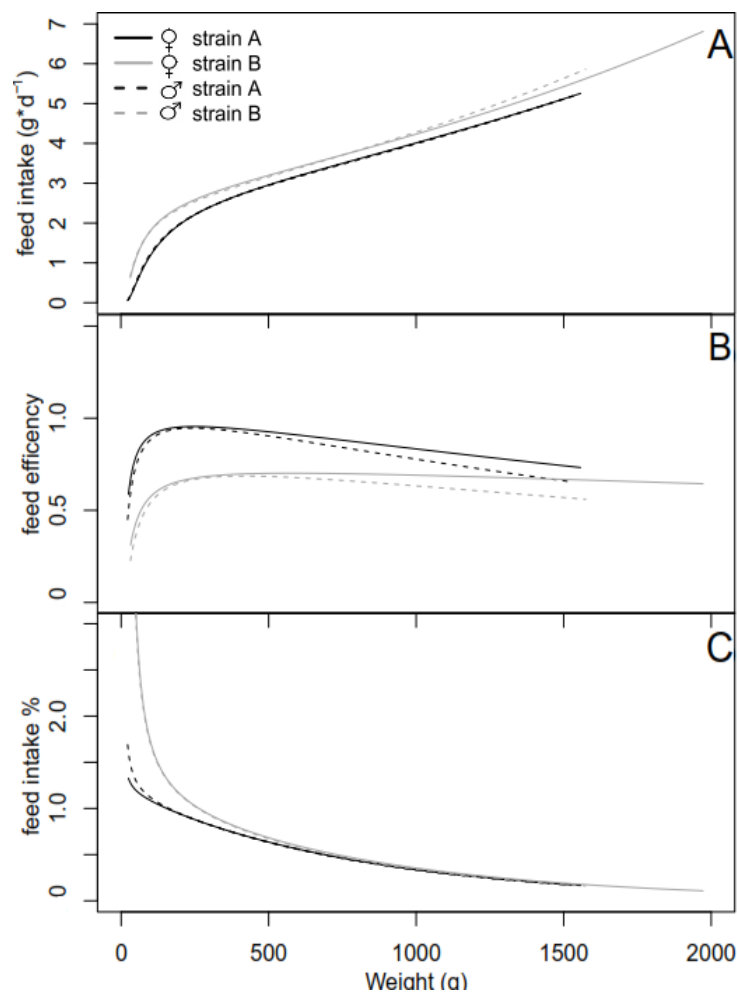 A
♀ strain A
♀ strain B
♂ strain A
♂ strain B
feed intake (g*d⁻¹)
0 1 2 3 4 5 6 7
B
feed efficency
0 0.5 1.0
C
feed intake %
0 1.0 2.0
0 500 1000 1500 2000
Weight (g)